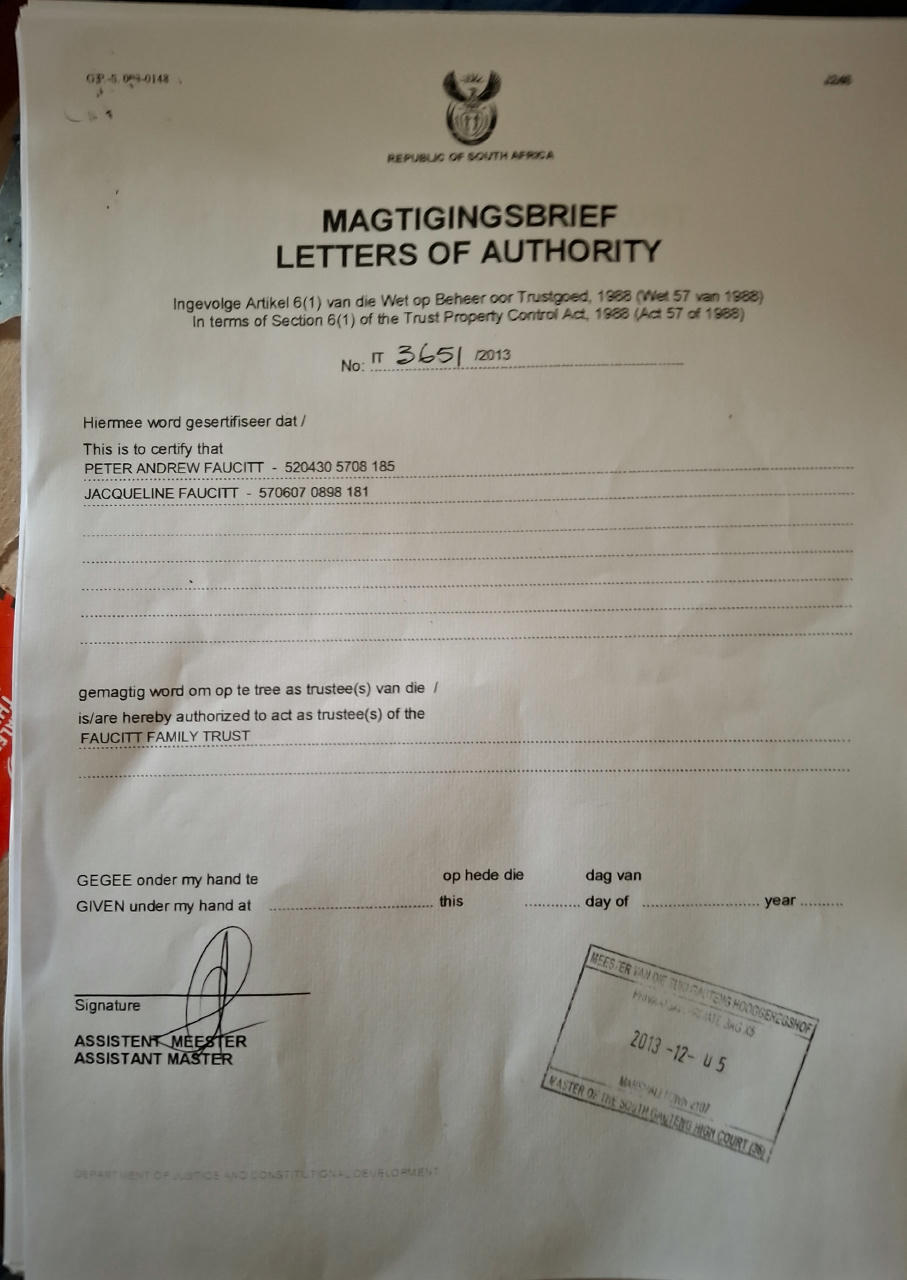 G.P.-S. 099-0148
J246
REPUBLIC OF SOUTH AFRICA
MAGTIGINGSBRIEF
LETTERS OF AUTHORITY
Ingevolge Artikel 6(1) van die Wet op Beheer oor Trustgoed, 1988 (Wet 57 van 1988)
In terms of Section 6(1) of the Trust Property Control Act, 1988 (Act 57 of 1988)
No: IT 3651 /2013
Hiermee word gesertifiseer dat /
This is to certify that
PETER ANDREW FAUCITT - 520430 5708 185
JACQUELINE FAUCITT - 570607 0898 181
gemagtig word om op te tree as trustee(s) van die /
is/are hereby authorized to act as trustee(s) of the
FAUCITT FAMILY TRUST
GEGEE onder my hand te op hede die dag van
GIVEN under my hand at this day of year
Signature
ASSISTENT MEESTER
ASSISTANT MASTER
MEESTER VAN DIE GAUTENG HOOGGEREGSHOF
PRIVATE BAG X5
2013 -12- 05
MARSHALLTOWN 2107
MASTER OF THE SOUTH GAUTENG HIGH COURT
DEPARTMENT OF JUSTICE AND CONSTITUTIONAL DEVELOPMENT